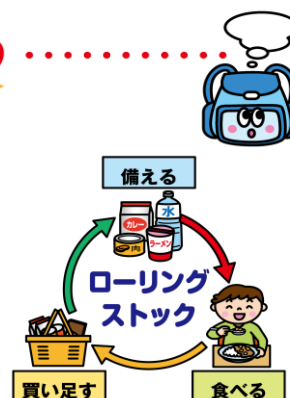 備える
カレー
水
肉
ラーメン
ローリング
ストック
買い足す
食べる